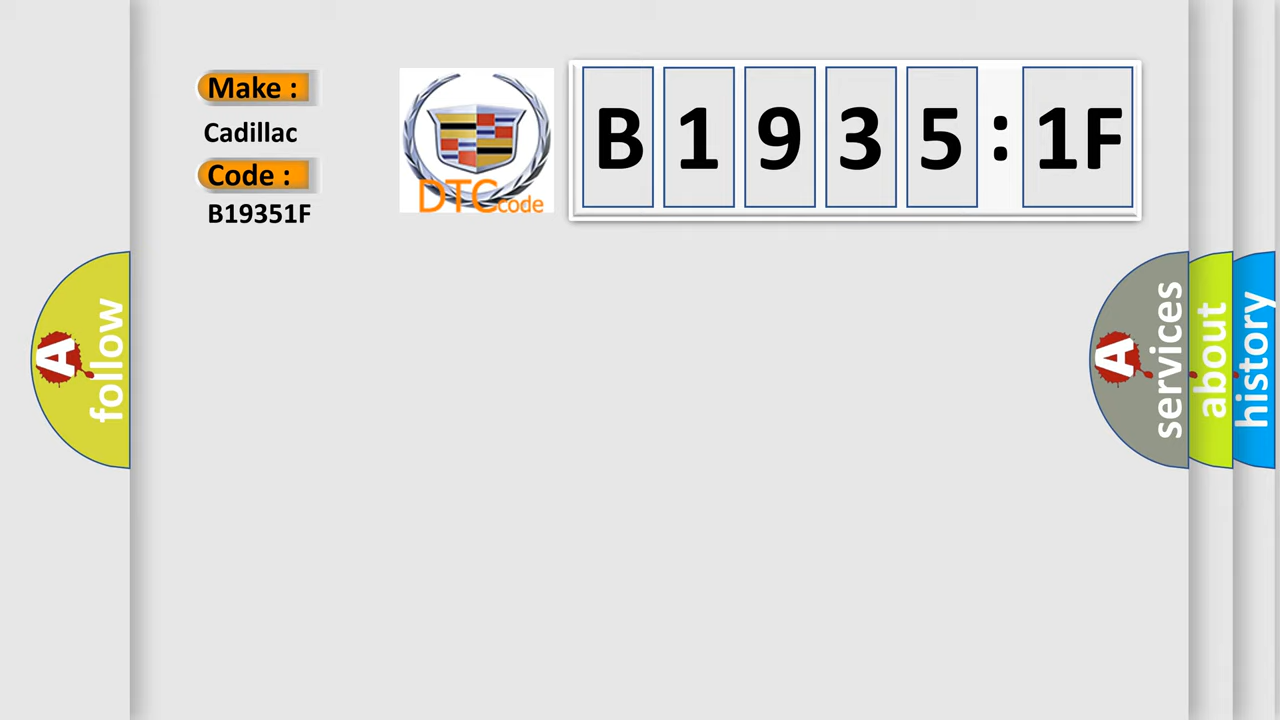 Make :
Cadillac
Code :
B19351F
DTCcode
B 1 9 3 5 : 1F
A follow
A services
about
history